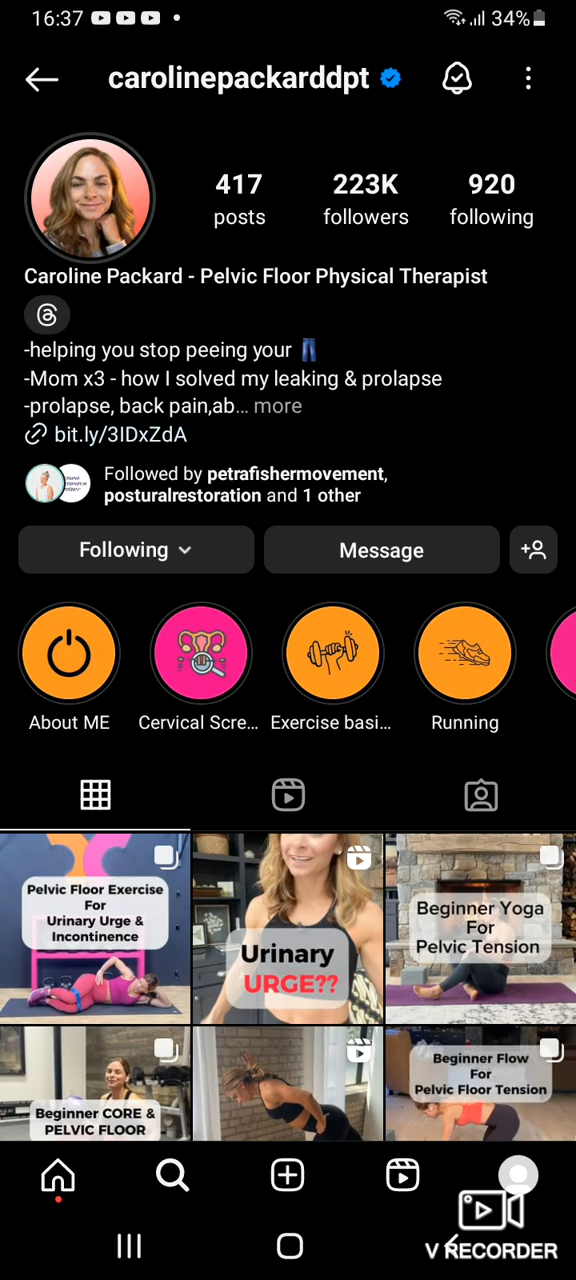 16:37
34%
carolinepackarddpt
417
posts
223K
followers
920
following
Caroline Packard - Pelvic Floor Physical Therapist
-helping you stop peeing your 👖
-Mom x3 - how I solved my leaking & prolapse
-prolapse, back pain,ab… more
bit.ly/3IDxZdA
Followed by petrafishermovement,
posturalrestoration and 1 other
Following
Message
About ME
Cervical Scre…
Exercise basi…
Running
Pelvic Floor Exercise
For
Urinary Urge &
Incontinence
Urinary
URGE??
Beginner Yoga
For
Pelvic Tension
Beginner CORE &
PELVIC FLOOR
Beginner Flow
For
Pelvic Floor Tension
V RECORDER